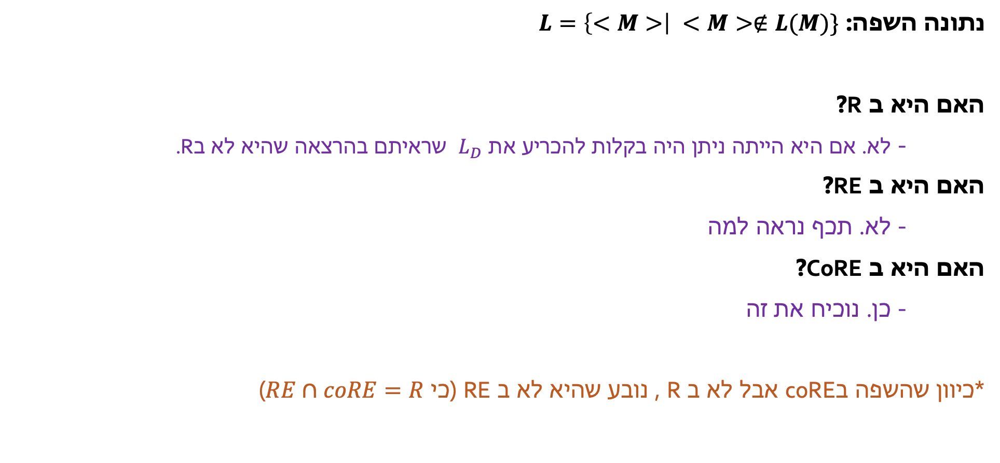 נתונה השפה: L = {< M >| < M >∉ L(M)}
האם היא ב R?
- לא. אם היא הייתה ניתן היה בקלות להכריע את L_D שראיתם בהרצאה שהיא לא בR.
האם היא ב RE?
- לא. תכף נראה למה
האם היא ב CoRE?
- כן. נוכיח את זה
*כיוון שהשפה בcoRE אבל לא ב R , נובע שהיא לא ב RE (כי RE ∩ coRE = R)